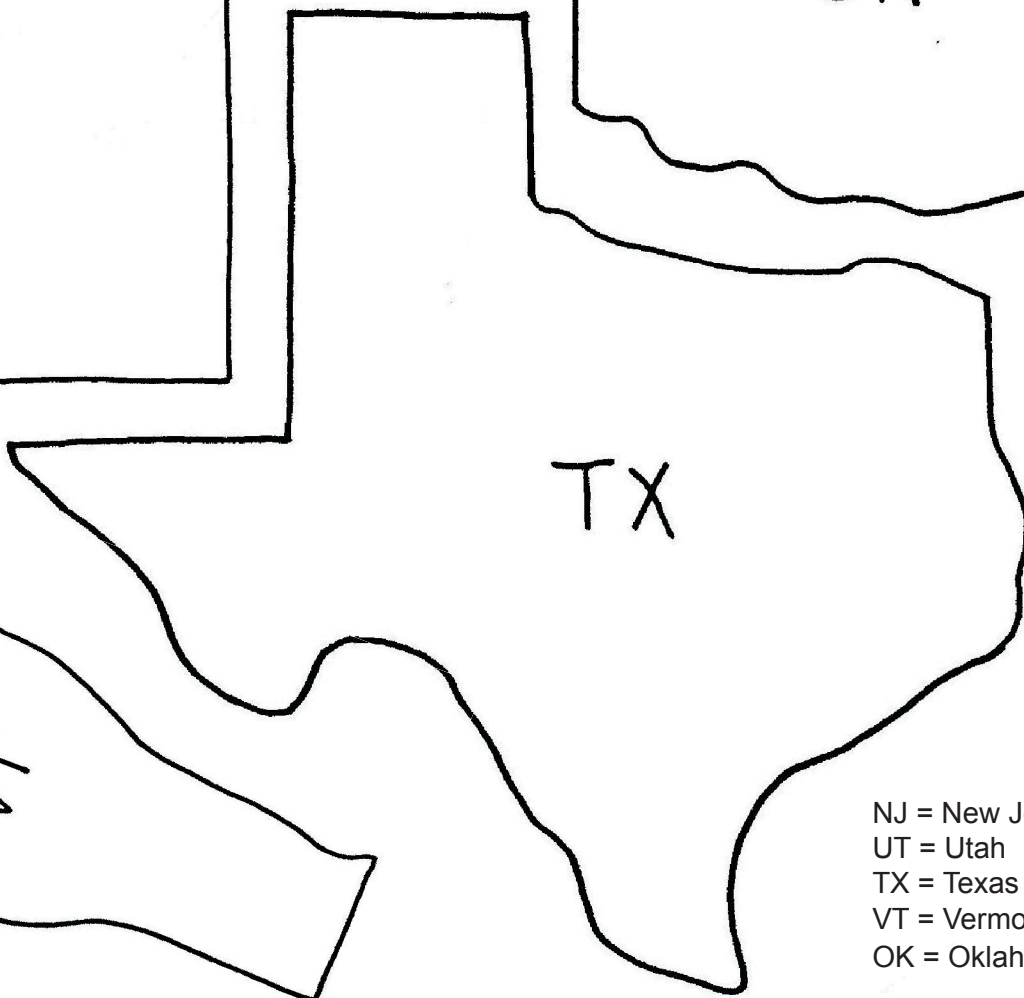 TX
NJ = New J
UT = Utah
TX = Texas
VT = Vermo
OK = Oklah